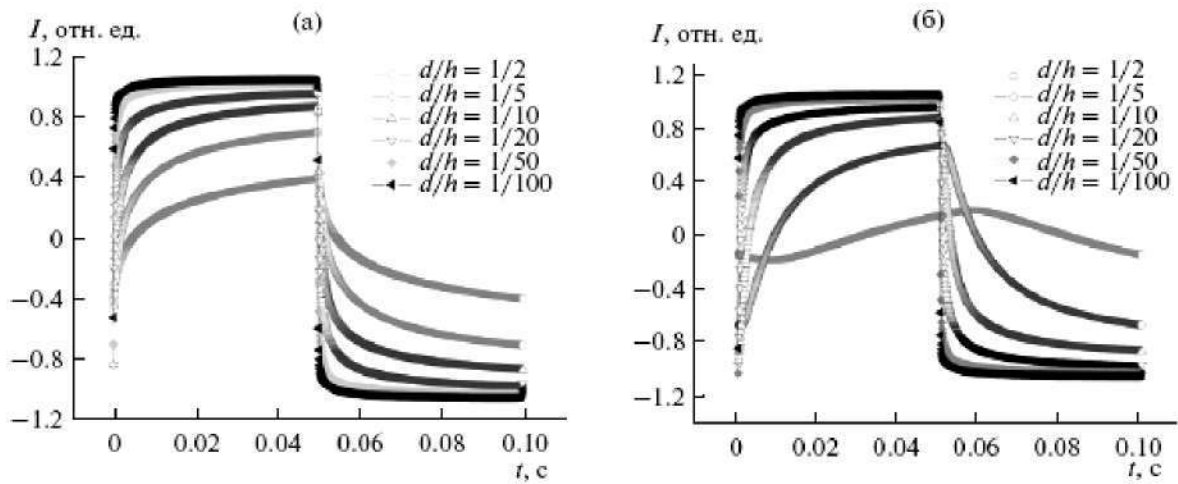 (а)
I, отн. ед.
1.2
0.8
0.4
0
−0.4
−0.8
−1.2
d/h = 1/2
d/h = 1/5
d/h = 1/10
d/h = 1/20
d/h = 1/50
d/h = 1/100
0 0.02 0.04 0.06 0.08 0.10
t, с
(б)
I, отн. ед.
1.2
0.8
0.4
0
−0.4
−0.8
−1.2
d/h = 1/2
d/h = 1/5
d/h = 1/10
d/h = 1/20
d/h = 1/50
d/h = 1/100
0 0.02 0.04 0.06 0.08 0.10
t, с